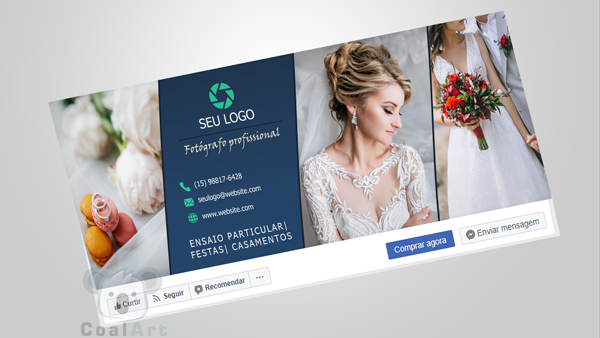 SEU LOGO
Fotógrafo profissional
(15) 98817-6428
seulogo@website.com
www.website.com
ENSAIO PARTICULAR|
FESTAS| CASAMENTOS
Comprar agora
Enviar mensagem
Curtir
Seguir
Recomendar
...
CoalArt